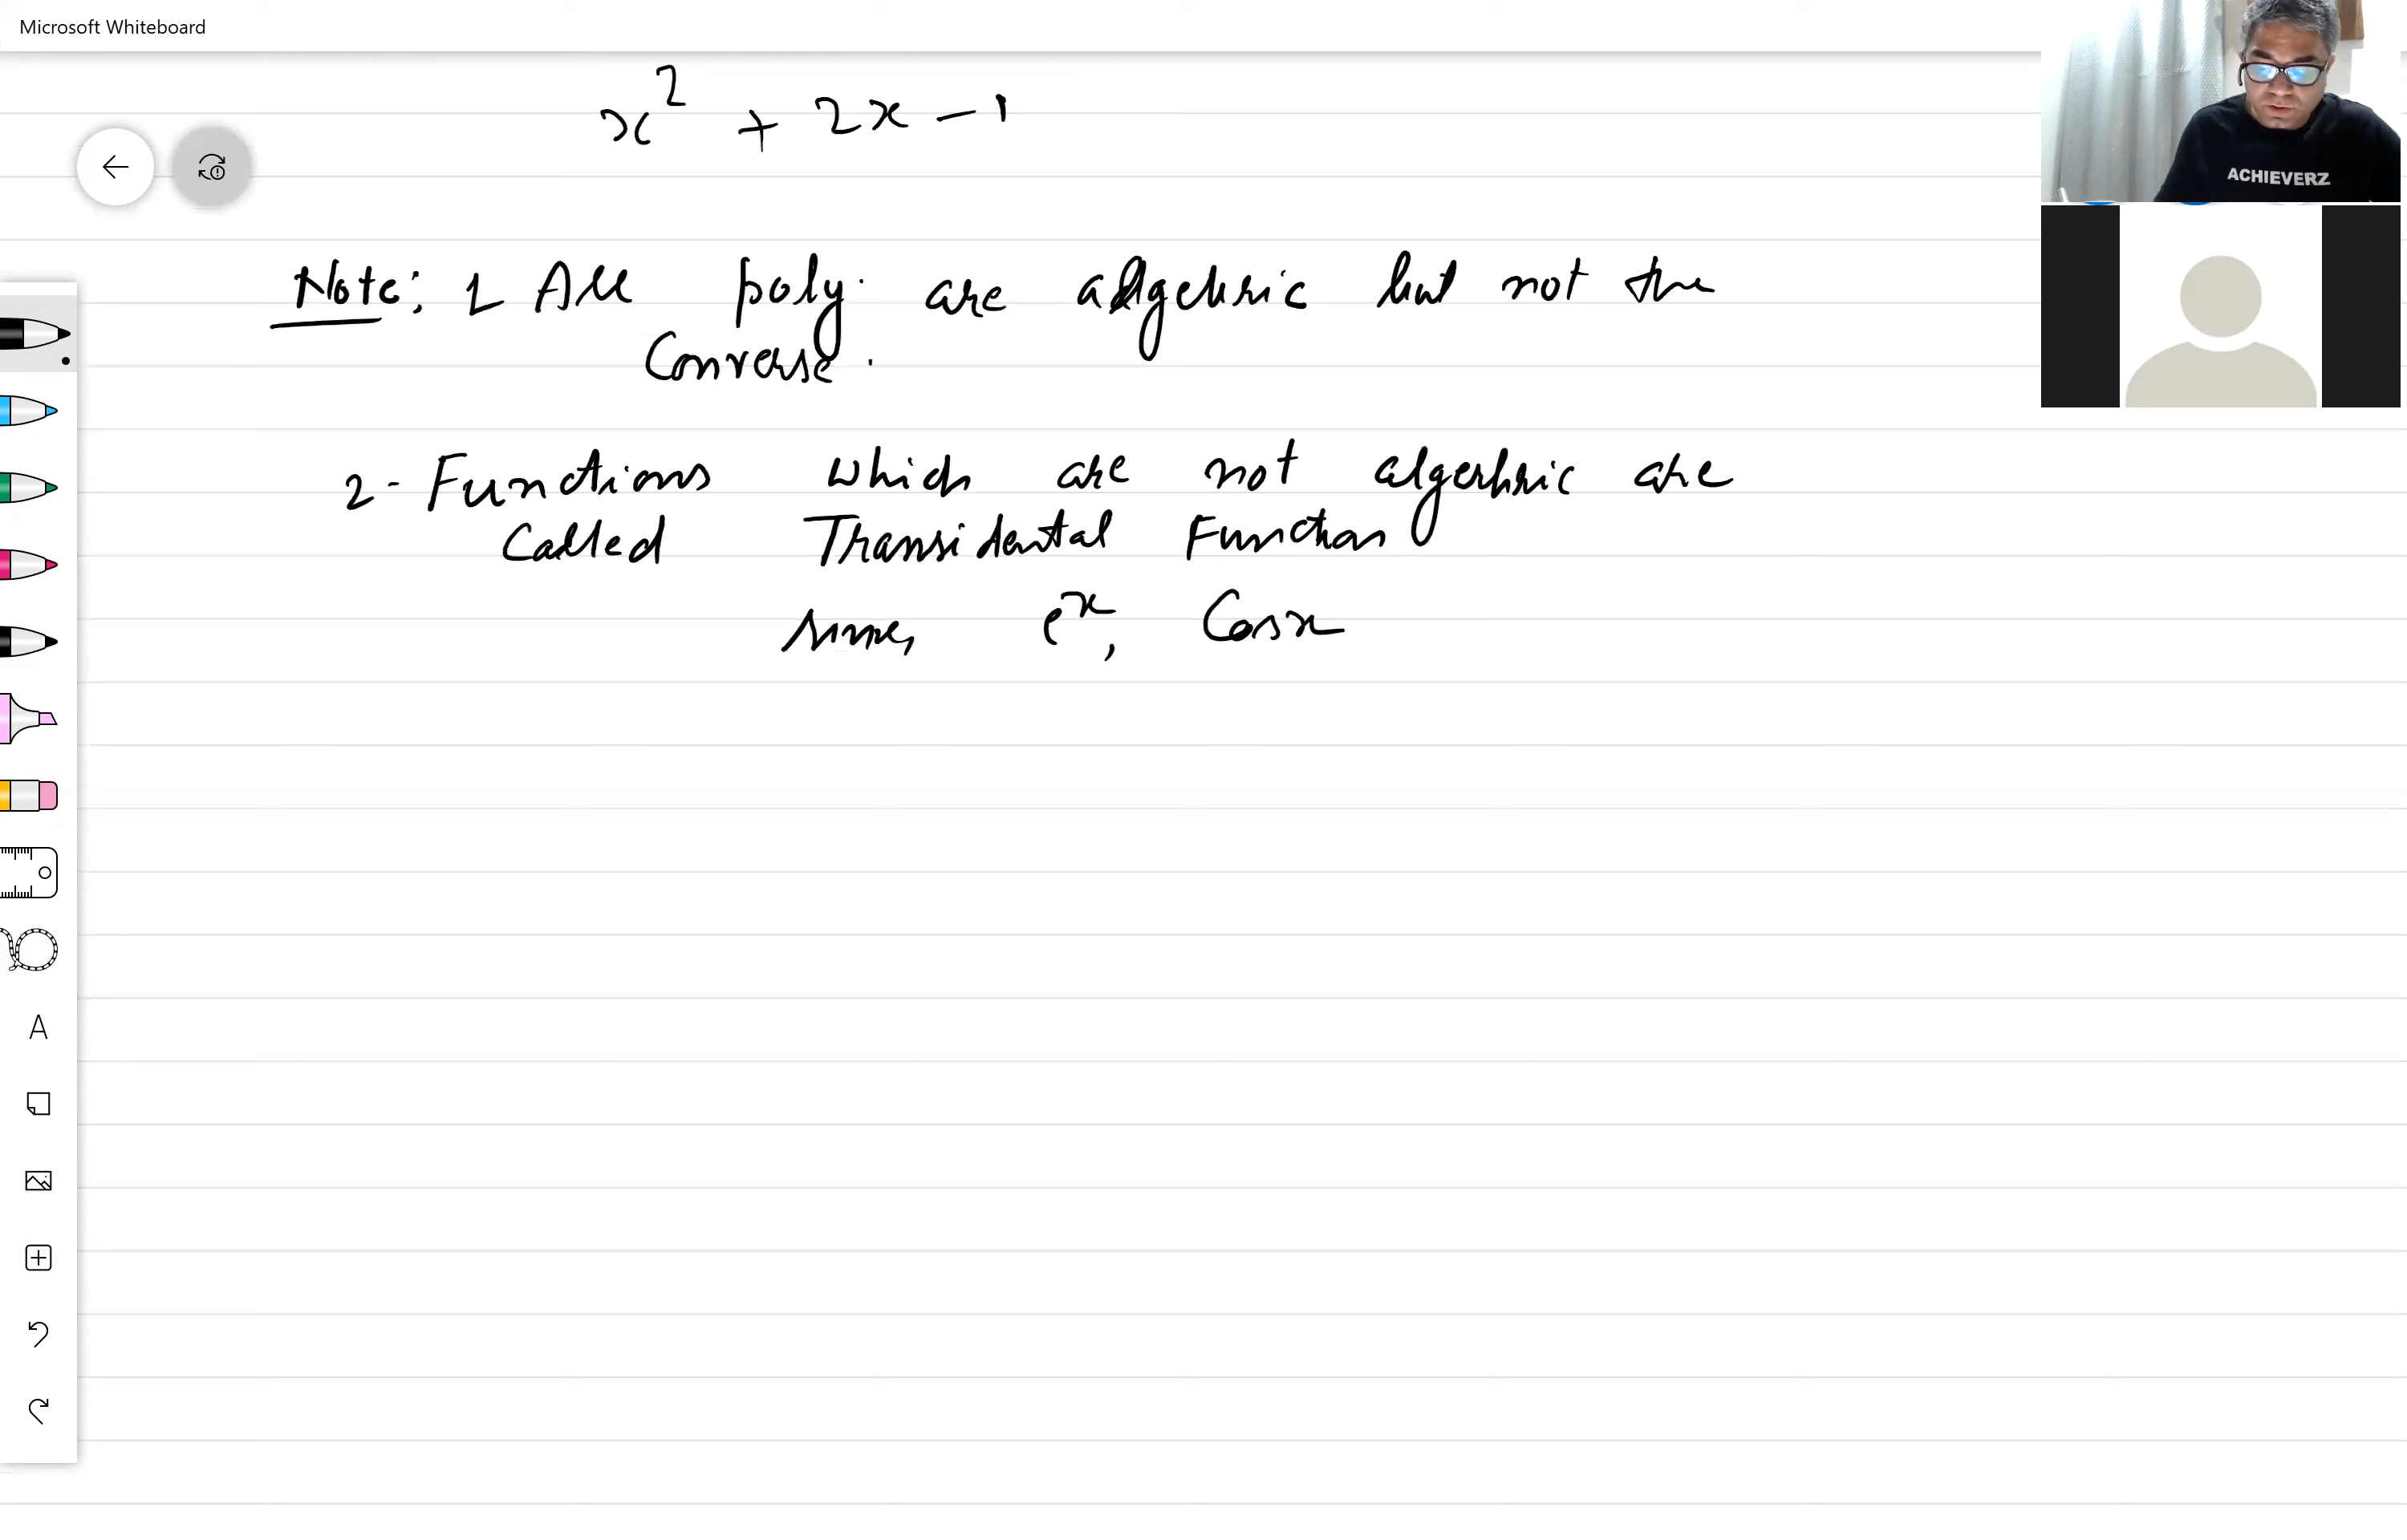 Microsoft Whiteboard
x² + 2x - 1
ACHIEVERZ
Note: 1 All poly. are algebric but not the
Converse.
2- Functions which are not algerbric are
Called Transidental Function
sinx, eˣ, Cosx
A